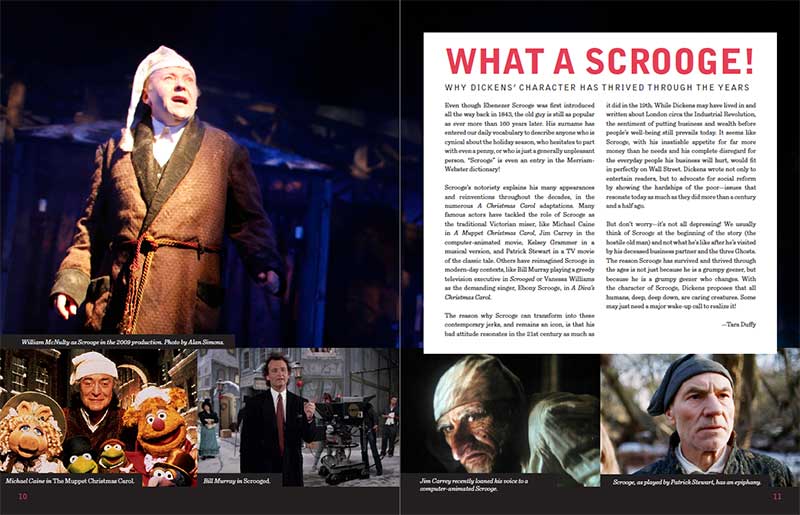 William McNulty as Scrooge in the 2009 production. Photo by Alan Simons.
Michael Caine in The Muppet Christmas Carol.
Bill Murray in Scrooged.
10
WHAT A SCROOGE!
WHY DICKENS' CHARACTER HAS THRIVED THROUGH THE YEARS
Even though Ebenezer Scrooge was first introduced
all the way back in 1843, the old guy is still as popular
as ever more than 160 years later. His surname has
entered our daily vocabulary to describe anyone who is
cynical about the holiday season, who hesitates to part
with even a penny, or who is just a generally unpleasant
person. "Scrooge" is even an entry in the Merriam-
Webster dictionary!
Scrooge's notoriety explains his many appearances
and reinventions throughout the decades, in the
numerous A Christmas Carol adaptations. Many
famous actors have tackled the role of Scrooge as
the traditional Victorian miser, like Michael Caine
in A Muppet Christmas Carol, Jim Carrey in the
computer-animated movie, Kelsey Grammer in a
musical version, and Patrick Stewart in a TV movie
of the classic tale. Others have reimagined Scrooge in
modern-day contexts, like Bill Murray playing a greedy
television executive in Scrooged or Vanessa Williams
as the demanding singer, Ebony Scrooge, in A Diva's
Christmas Carol.
The reason why Scrooge can transform into these
contemporary jerks, and remains an icon, is that his
bad attitude resonates in the 21st century as much as
it did in the 19th. While Dickens may have lived in and
written about London circa the Industrial Revolution,
the sentiment of putting business and wealth before
people's well-being still prevails today. It seems like
Scrooge, with his insatiable appetite for far more
money than he needs and his complete disregard for
the everyday people his business will hurt, would fit
in perfectly on Wall Street. Dickens wrote not only to
entertain readers, but to advocate for social reform
by showing the hardships of the poor—issues that
resonate today as much as they did more than a century
and a half ago.
But don't worry—it's not all depressing! We usually
think of Scrooge at the beginning of the story (the
hostile old man) and not what he's like after he's visited
by his deceased business partner and the three Ghosts.
The reason Scrooge has survived and thrived through
the ages is not just because he is a grumpy geezer, but
because he is a grumpy geezer who changes. With
the character of Scrooge, Dickens proposes that all
humans, deep, deep down, are caring creatures. Some
may just need a major wake-up call to realize it!
—Tara Duffy
Jim Carrey recently loaned his voice to a
computer-animated Scrooge.
Scrooge, as played by Patrick Stewart, has an epiphany.
11